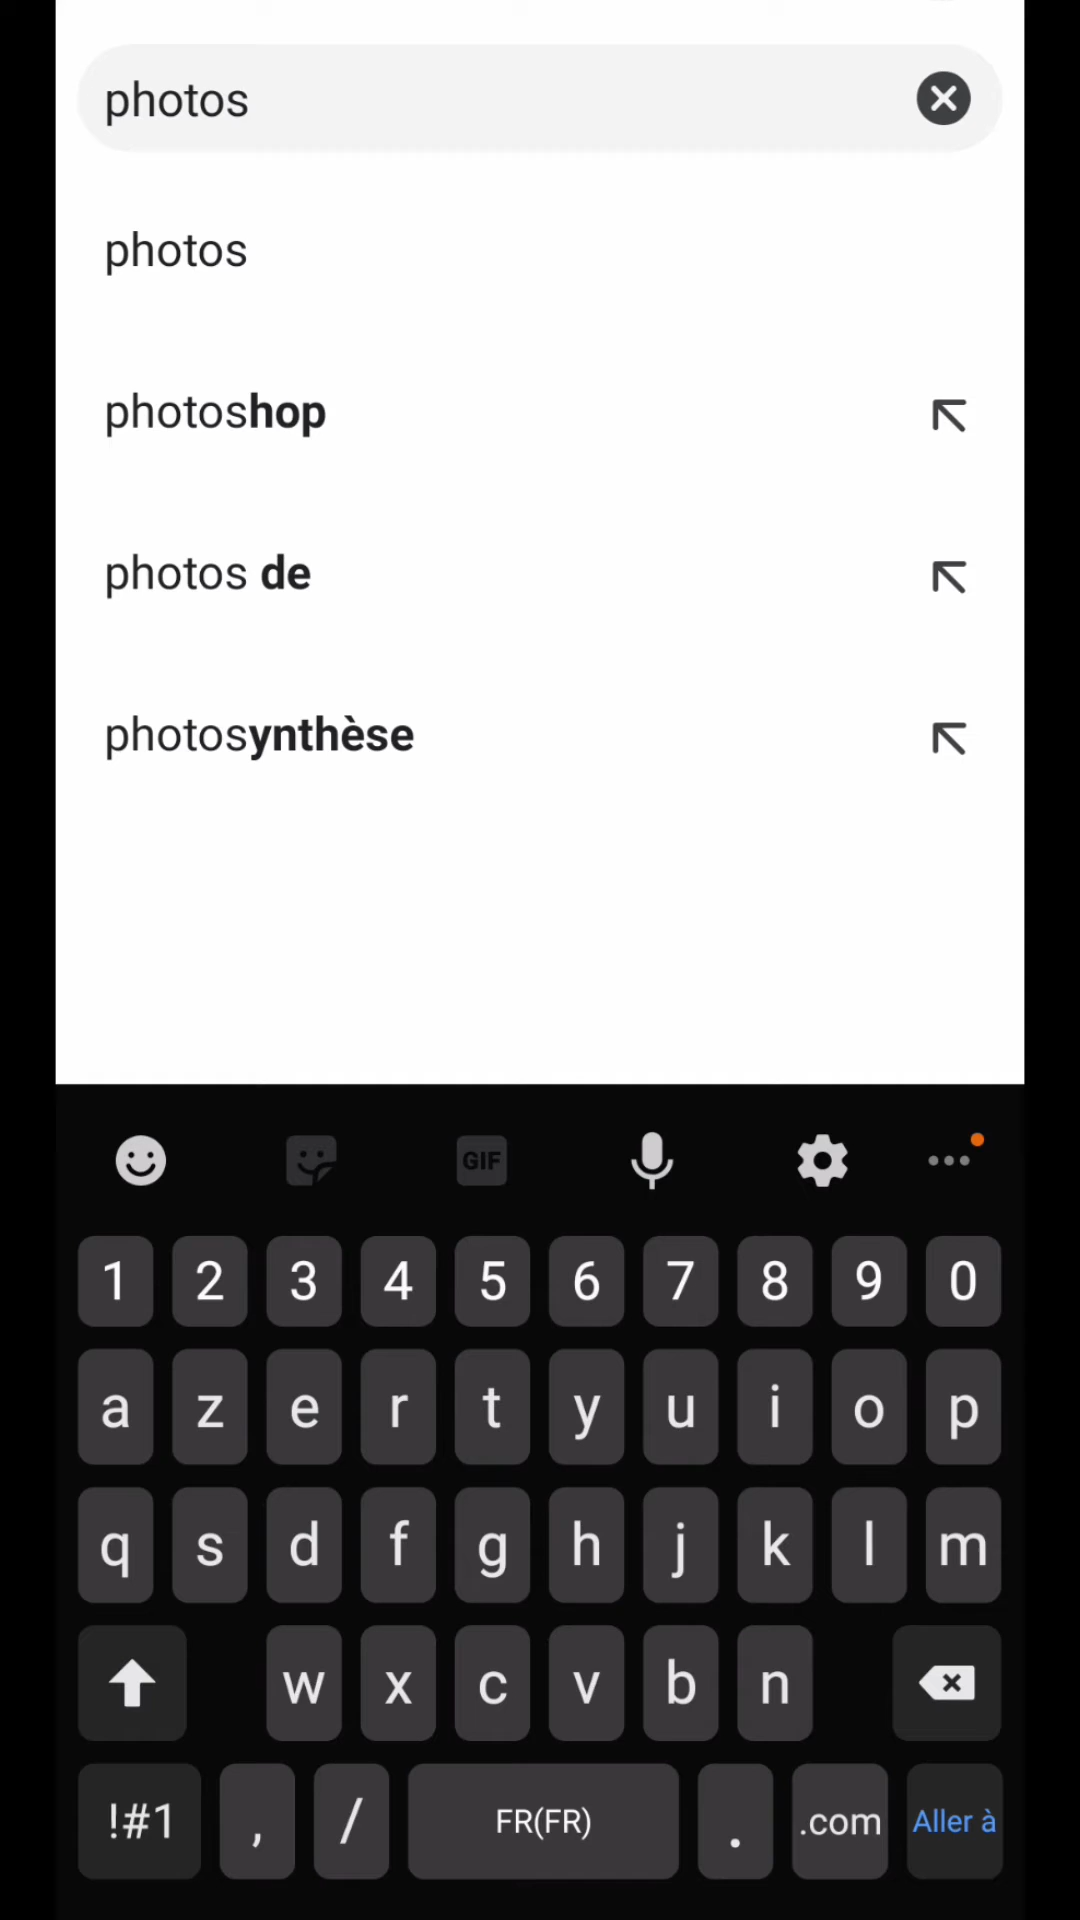 photos
photos
photoshop
photos de
photosynthèse
GIF
1 2 3 4 5 6 7 8 9 0
a z e r t y u i o p
q s d f g h j k l m
w x c v b n
!#1 , / FR(FR) . .com Aller à